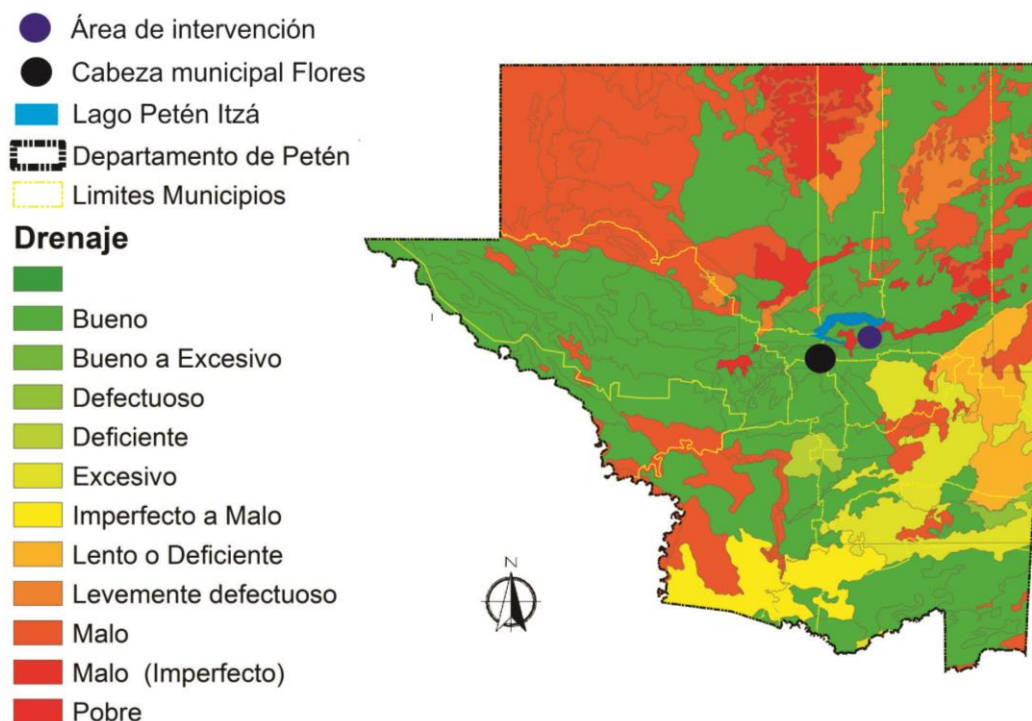 Área de intervención
Cabeza municipal Flores
Lago Petén Itzá
Departamento de Petén
Limites Municipios
Drenaje
Bueno
Bueno a Excesivo
Defectuoso
Deficiente
Excesivo
Imperfecto a Malo
Lento o Deficiente
Levemente defectuoso
Malo
Malo (Imperfecto)
Pobre
N